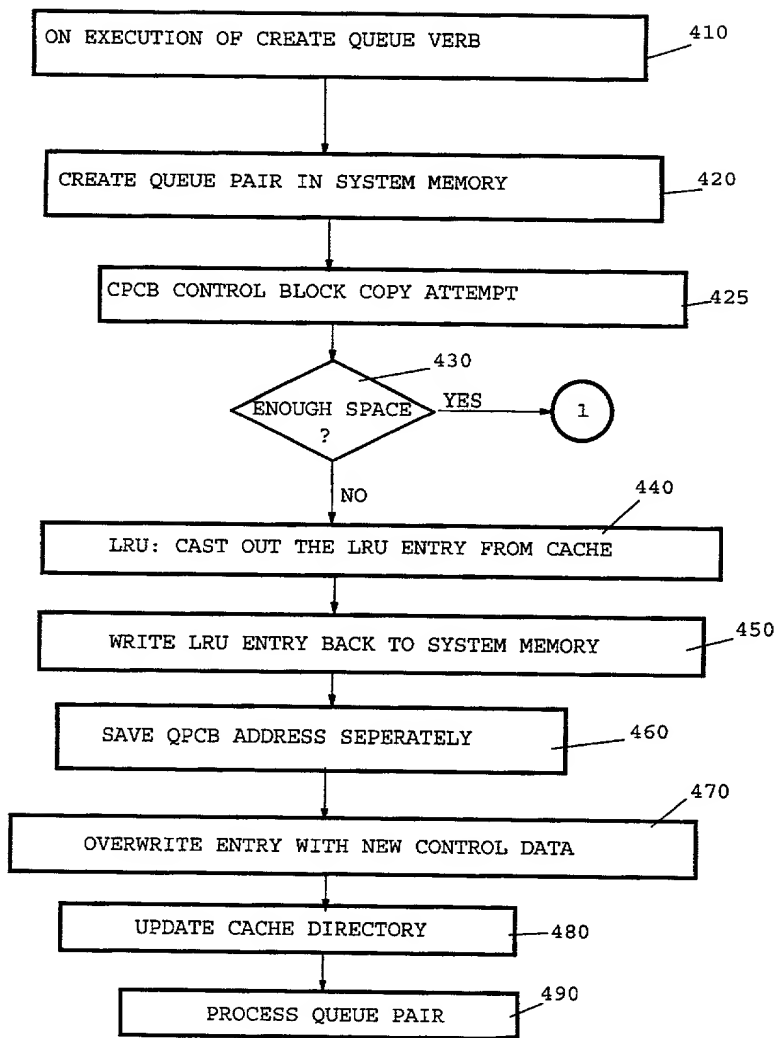 ON EXECUTION OF CREATE QUEUE VERB
410
CREATE QUEUE PAIR IN SYSTEM MEMORY
420
CPCB CONTROL BLOCK COPY ATTEMPT
425
430
ENOUGH SPACE
?
YES
1
NO
440
LRU: CAST OUT THE LRU ENTRY FROM CACHE
450
WRITE LRU ENTRY BACK TO SYSTEM MEMORY
SAVE QPCB ADDRESS SEPERATELY
460
470
OVERWRITE ENTRY WITH NEW CONTROL DATA
UPDATE CACHE DIRECTORY
480
PROCESS QUEUE PAIR
490